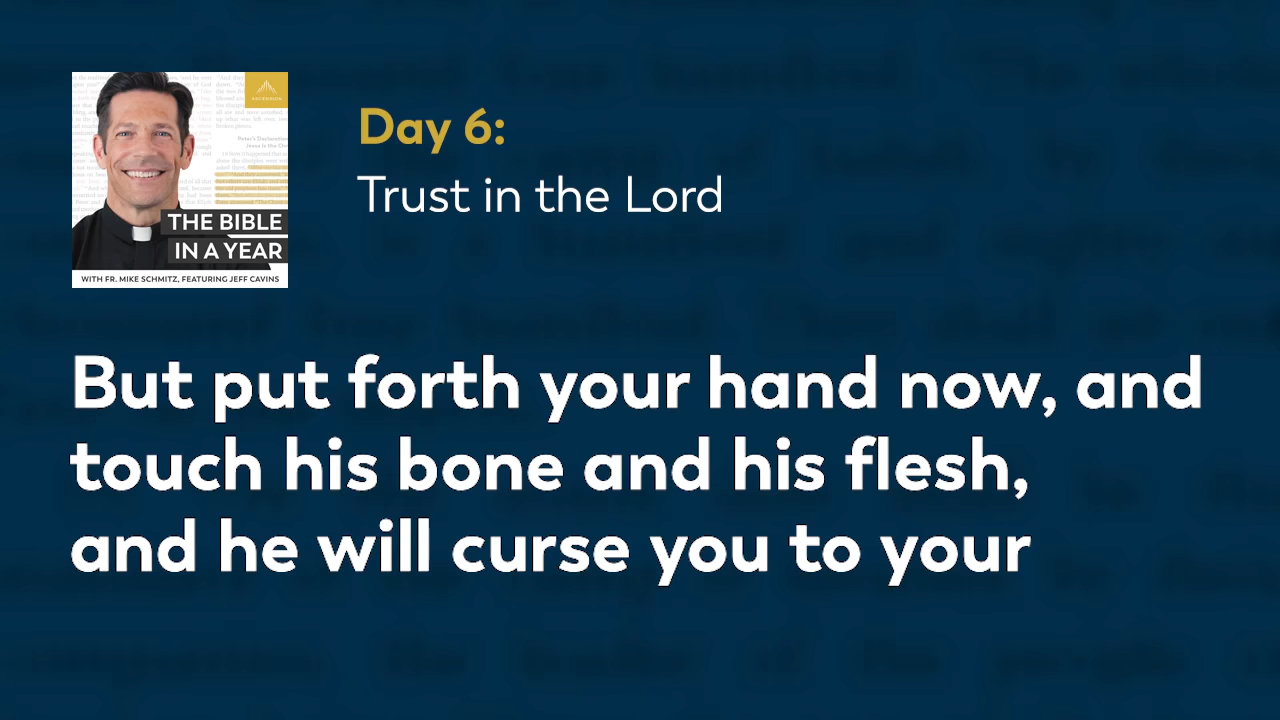 Day 6:
Trust in the Lord
THE BIBLE
IN A YEAR
WITH FR. MIKE SCHMITZ, FEATURING JEFF CAVINS
But put forth your hand now, and
touch his bone and his flesh,
and he will curse you to your